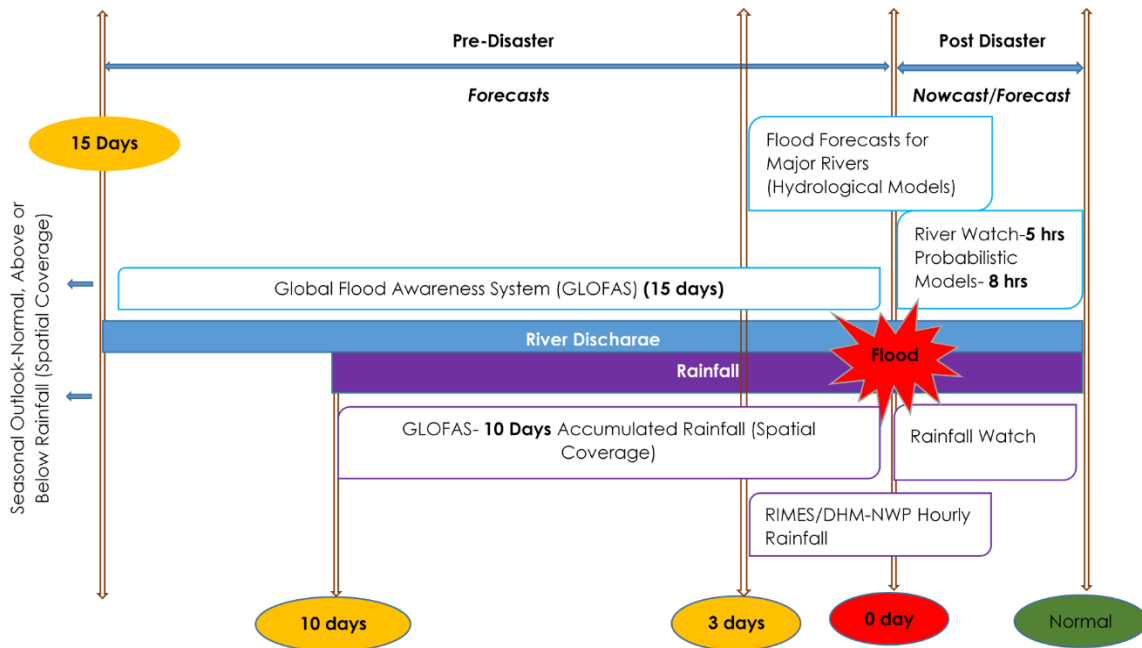 Pre-Disaster
Post Disaster
Forecasts
Nowcast/Forecast
15 Days
Flood Forecasts for
Major Rivers
(Hydrological Models)
River Watch-5 hrs
Probabilistic
Models- 8 hrs
Seasonal Outlook-Normal, Above or
Below Rainfall (Spatial Coverage)
Global Flood Awareness System (GLOFAS) (15 days)
River Discharae
Flood
Rainfall
GLOFAS- 10 Days Accumulated Rainfall (Spatial
Coverage)
Rainfall Watch
RIMES/DHM-NWP Hourly
Rainfall
10 days
3 days
0 day
Normal